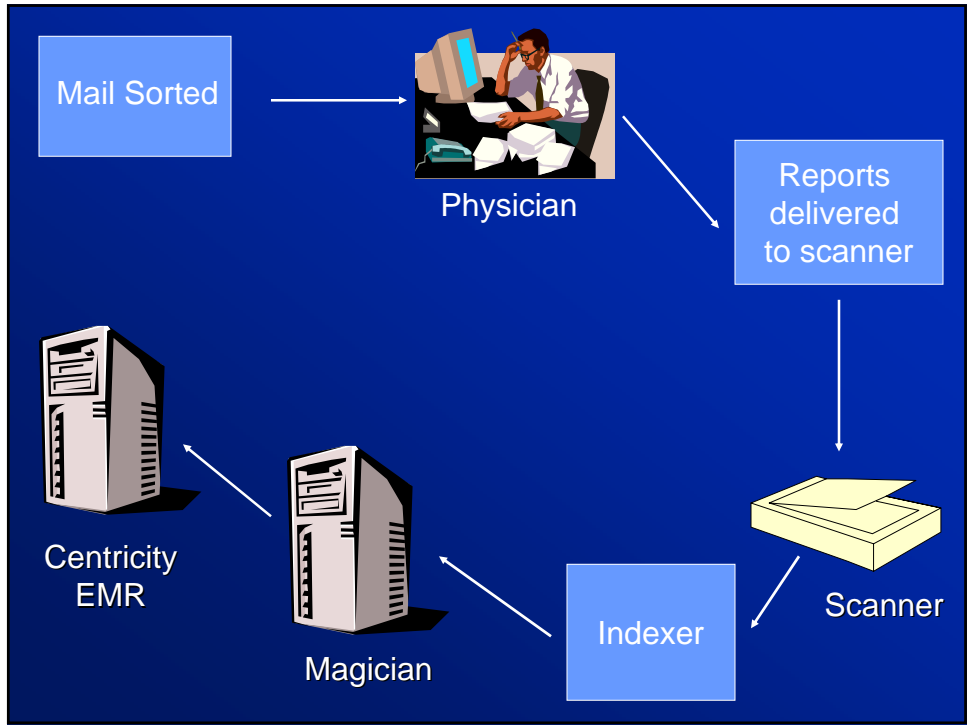 Mail Sorted
Physician
Reports
delivered
to scanner
Scanner
Indexer
Magician
Centricity
EMR